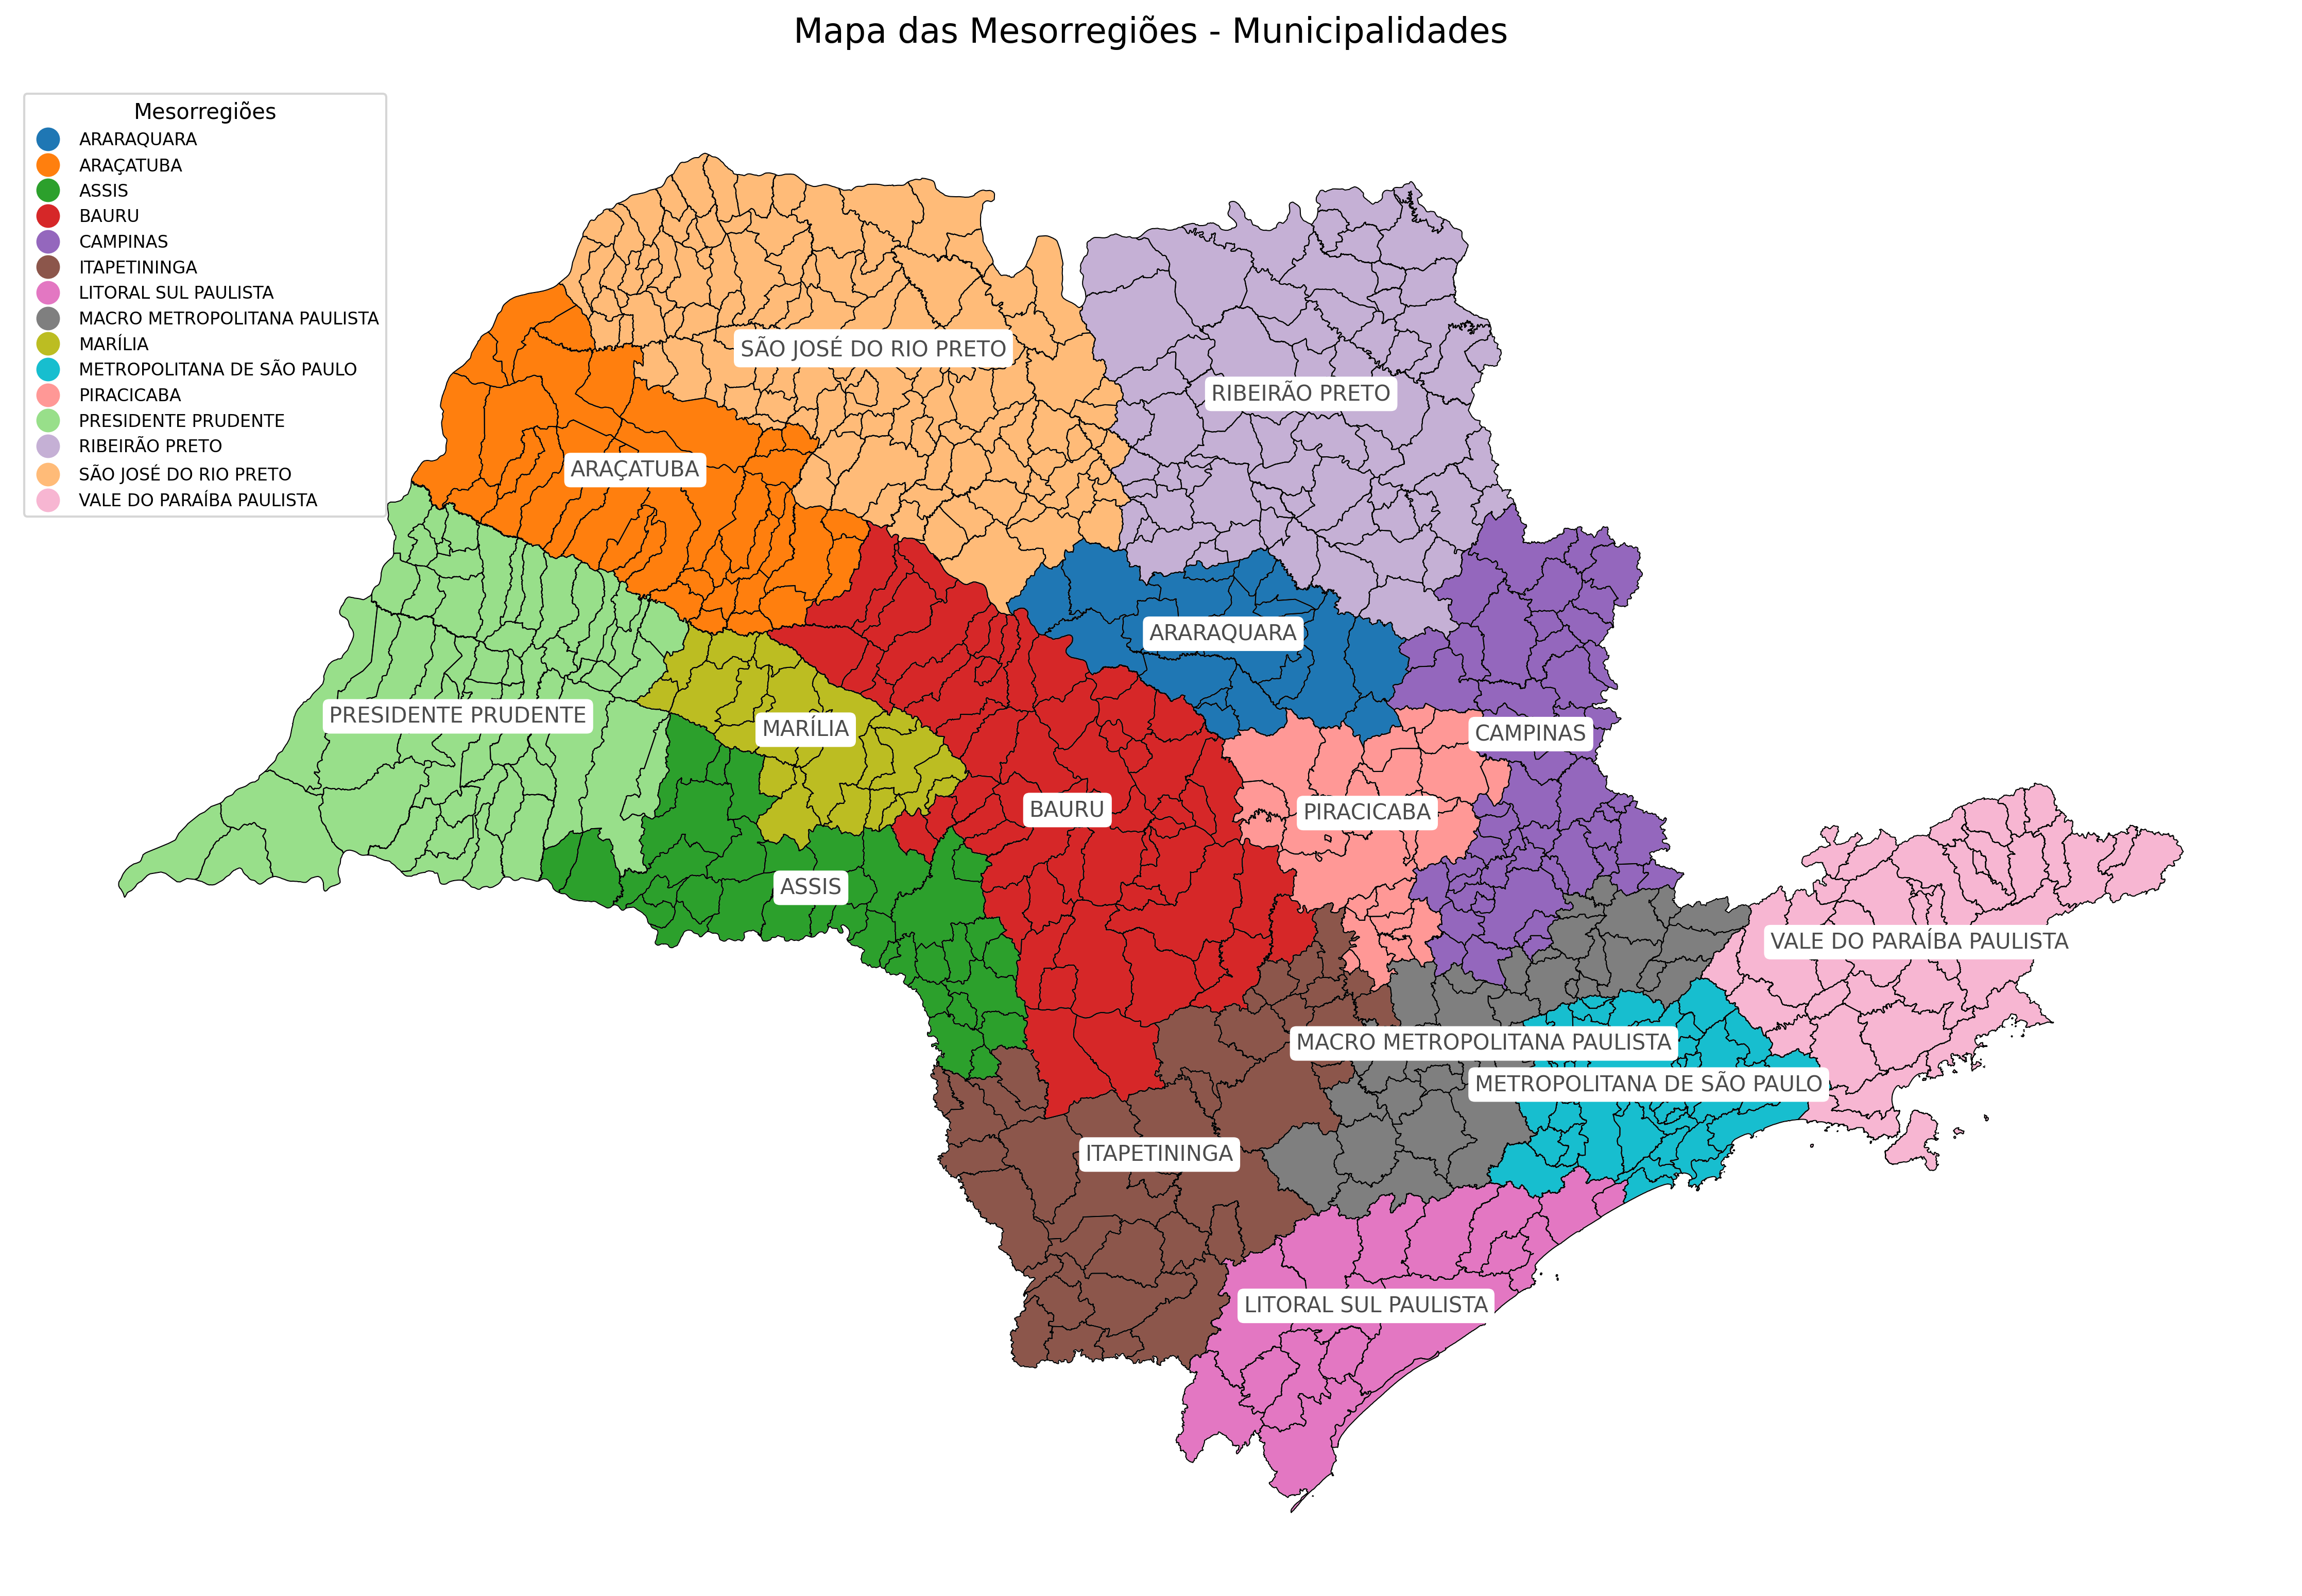 Mapa das Mesorregiões - Municipalidades
Mesorregiões
ARARAQUARA
ARAÇATUBA
ASSIS
BAURU
CAMPINAS
ITAPETININGA
LITORAL SUL PAULISTA
MACRO METROPOLITANA PAULISTA
MARÍLIA
METROPOLITANA DE SÃO PAULO
PIRACICABA
PRESIDENTE PRUDENTE
RIBEIRÃO PRETO
SÃO JOSÉ DO RIO PRETO
VALE DO PARAÍBA PAULISTA
SÃO JOSÉ DO RIO PRETO
RIBEIRÃO PRETO
ARAÇATUBA
ARARAQUARA
PRESIDENTE PRUDENTE
MARÍLIA
CAMPINAS
BAURU
PIRACICABA
ASSIS
VALE DO PARAÍBA PAULISTA
MACRO METROPOLITANA PAULISTA
METROPOLITANA DE SÃO PAULO
ITAPETININGA
LITORAL SUL PAULISTA